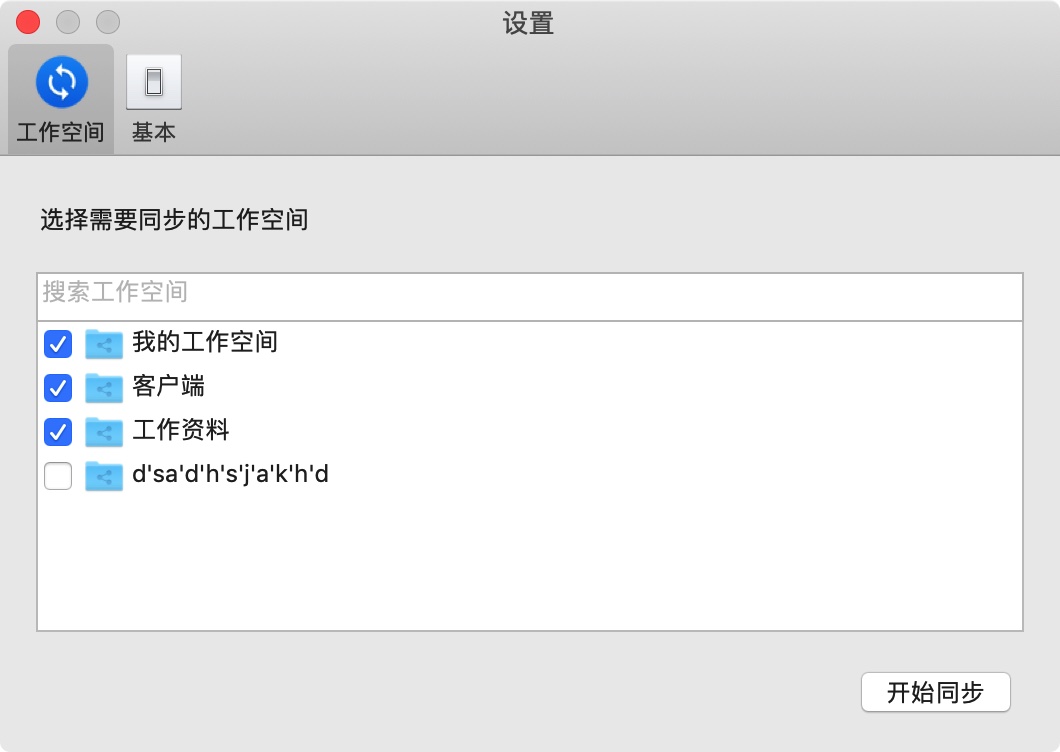 设置
工作空间
基本
选择需要同步的工作空间
搜索工作空间
我的工作空间
客户端
工作资料
d'sa'd'h's'j'a'k'h'd
开始同步